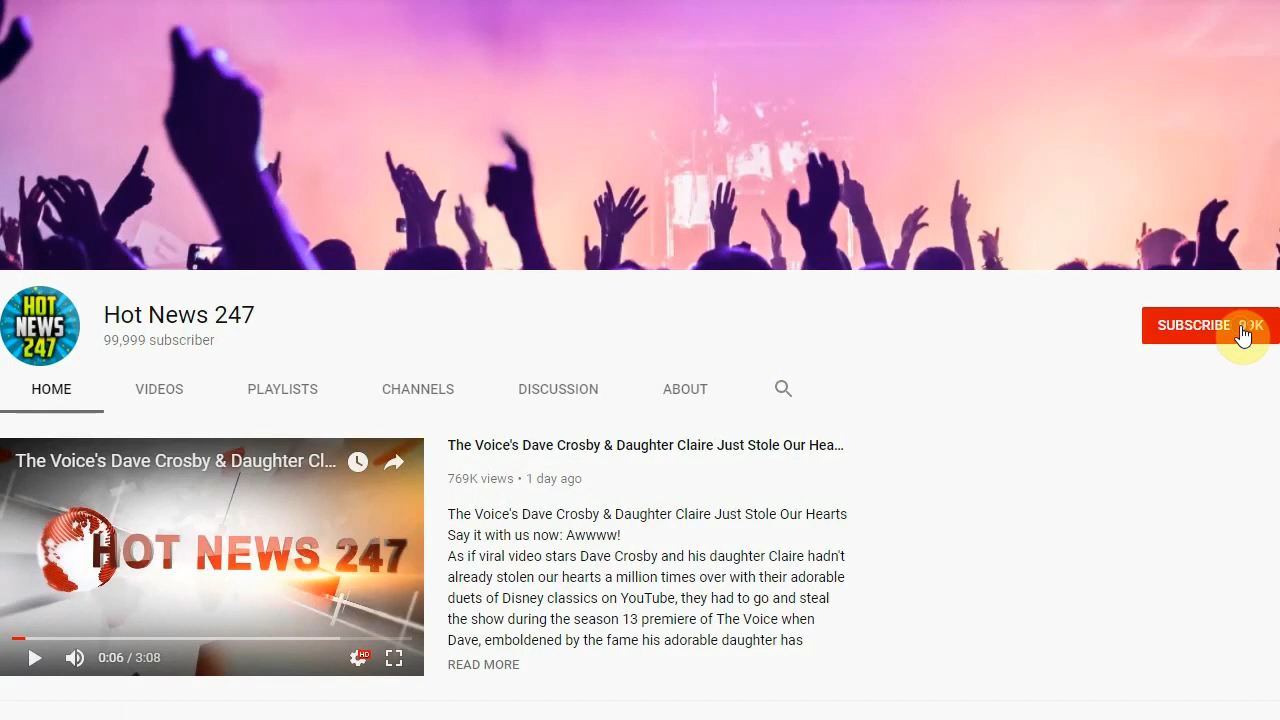 HOT
NEWS
247
Hot News 247
99,999 subscriber
SUBSCRIBE
HOME
VIDEOS
PLAYLISTS
CHANNELS
DISCUSSION
ABOUT
The Voice's Dave Crosby & Daughter Cl...
HOT NEWS 247
HD
0:06 / 3:08
The Voice's Dave Crosby & Daughter Claire Just Stole Our Hea...
769K views • 1 day ago
The Voice's Dave Crosby & Daughter Claire Just Stole Our Hearts
Say it with us now: Awwww!
As if viral video stars Dave Crosby and his daughter Claire hadn't
already stolen our hearts a million times over with their adorable
duets of Disney classics on YouTube, they had to go and steal
the show during the season 13 premiere of The Voice when
Dave, emboldened by the fame his adorable daughter has
READ MORE